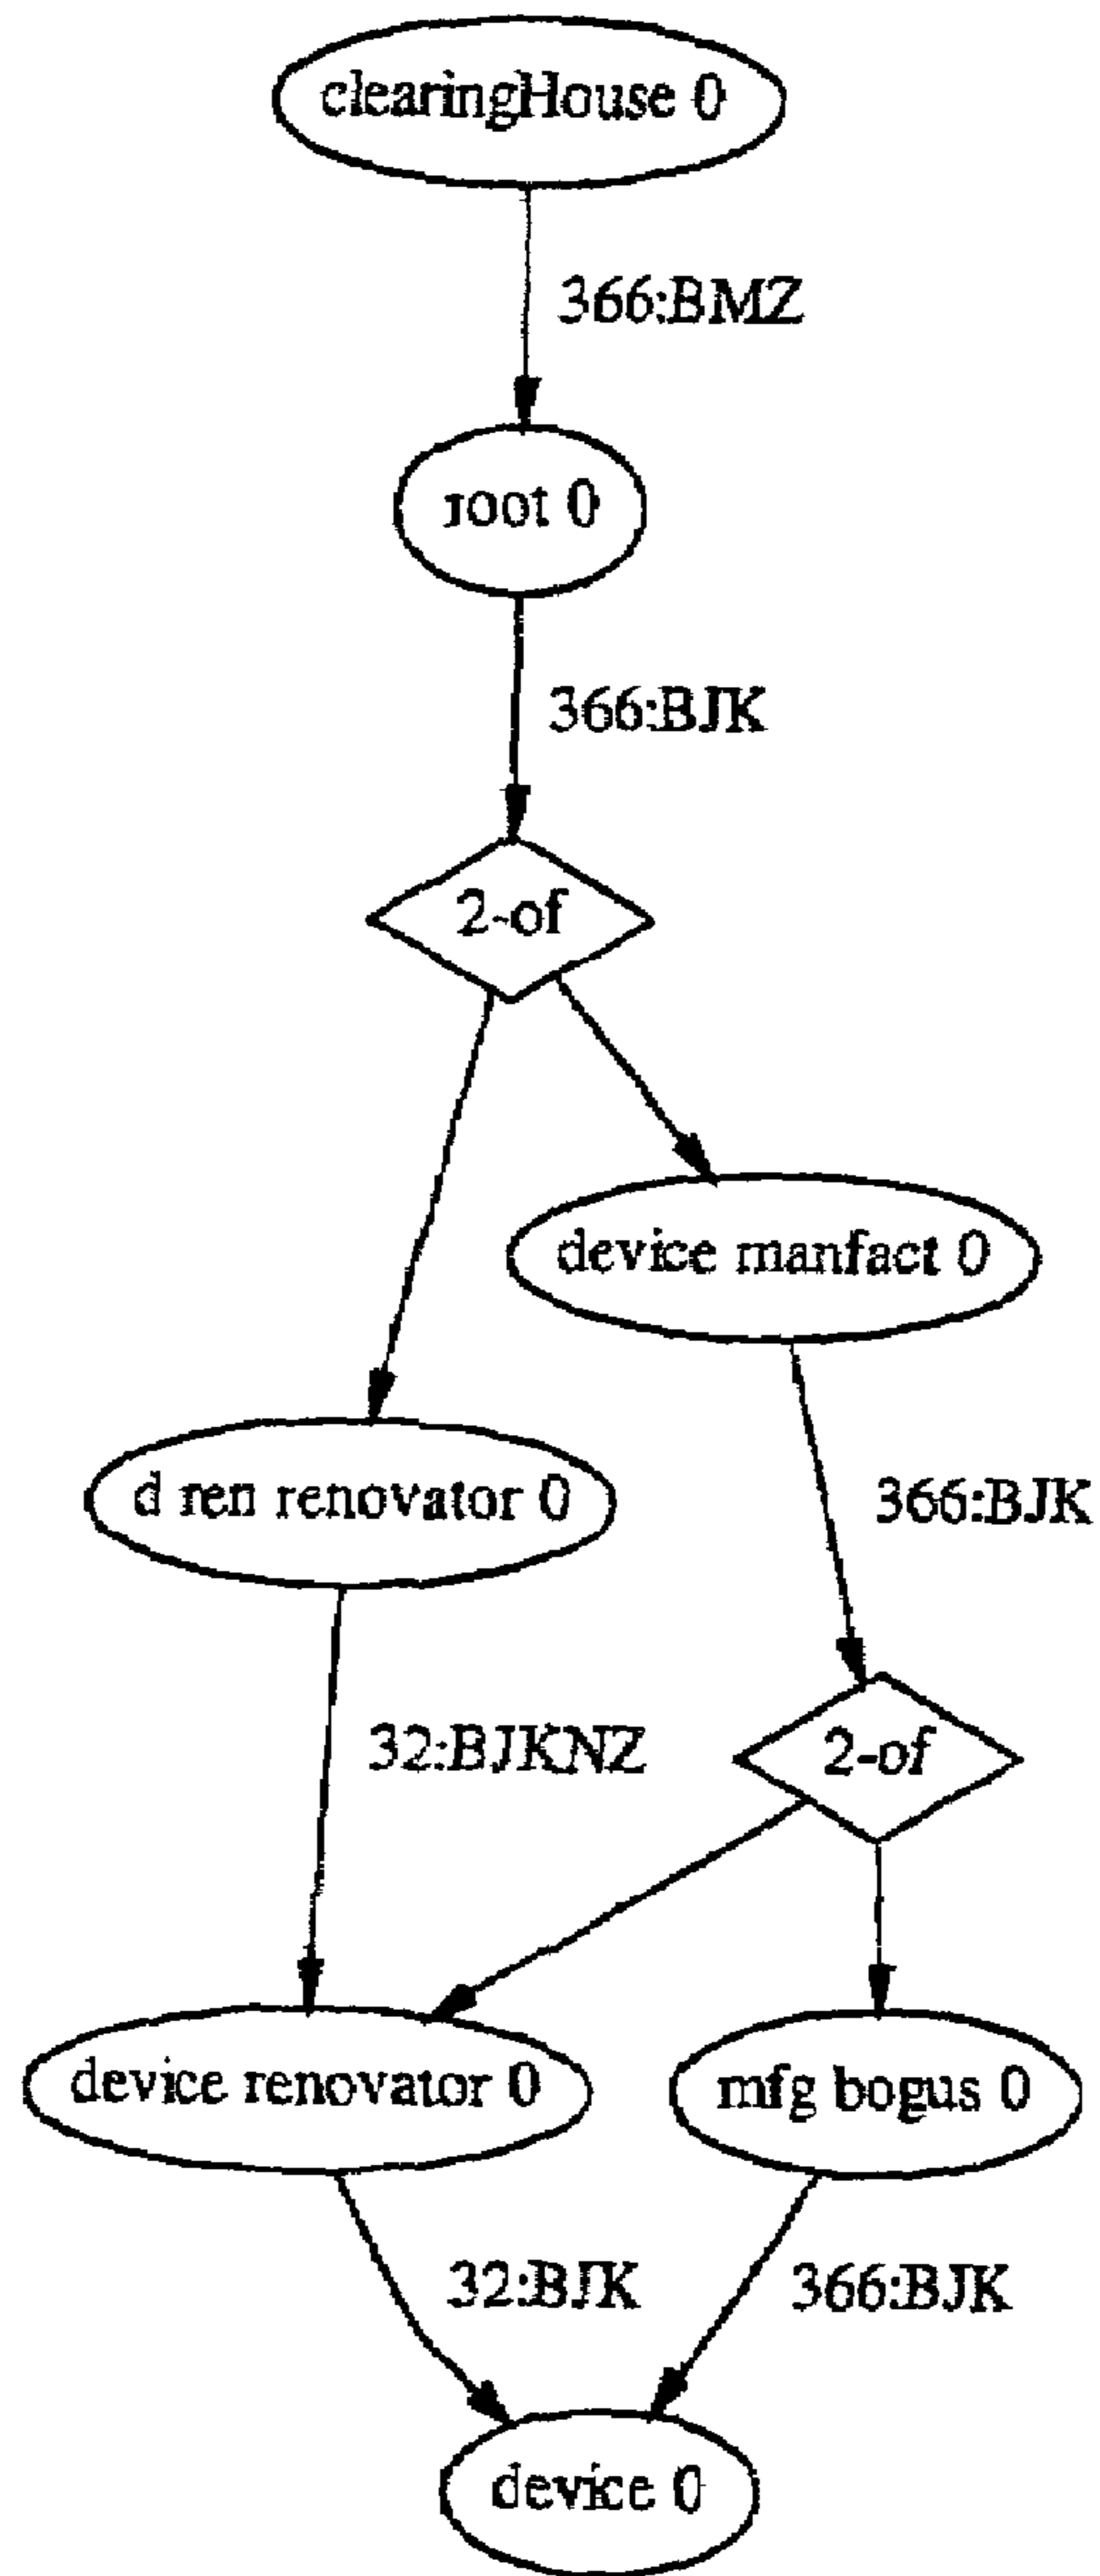 clearingHouse 0
366:BMZ
root 0
366:BJK
2-of
device manfact 0
d ren renovator 0
366:BJK
32:BJKNZ
2-of
device renovator 0
mfg bogus 0
32:BJK
366:BJK
device 0